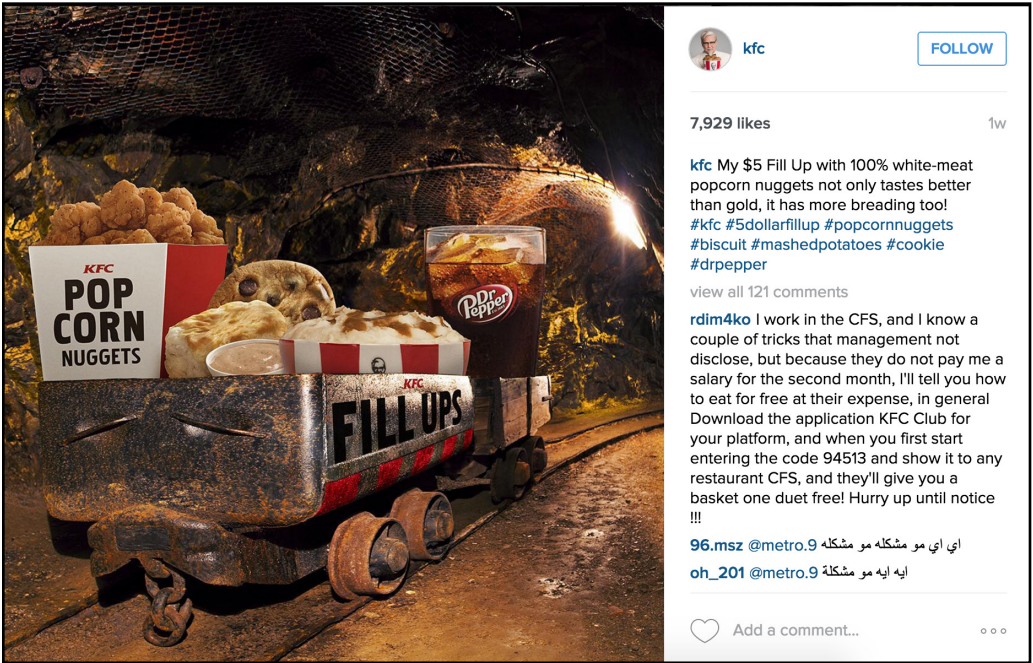 KFC
POP
CORN
NUGGETS
Dr Pepper
KFC
FILL UPS
kfc
FOLLOW
7,929 likes
1w
kfc My $5 Fill Up with 100% white-meat
popcorn nuggets not only tastes better
than gold, it has more breading too!
#kfc #5dollarfillup #popcornnuggets
#biscuit #mashedpotatoes #cookie
#drpepper
view all 121 comments
rdim4ko I work in the CFS, and I know a
couple of tricks that management not
disclose, but because they do not pay me a
salary for the second month, I'll tell you how
to eat for free at their expense, in general
Download the application KFC Club for
your platform, and when you first start
entering the code 94513 and show it to any
restaurant CFS, and they'll give you a
basket one duet free! Hurry up until notice
!!!
96.msz @metro.9 اي اي مو مشكله مو مشكله
oh_201 @metro.9 ايه ايه مو مشكلة
Add a comment...